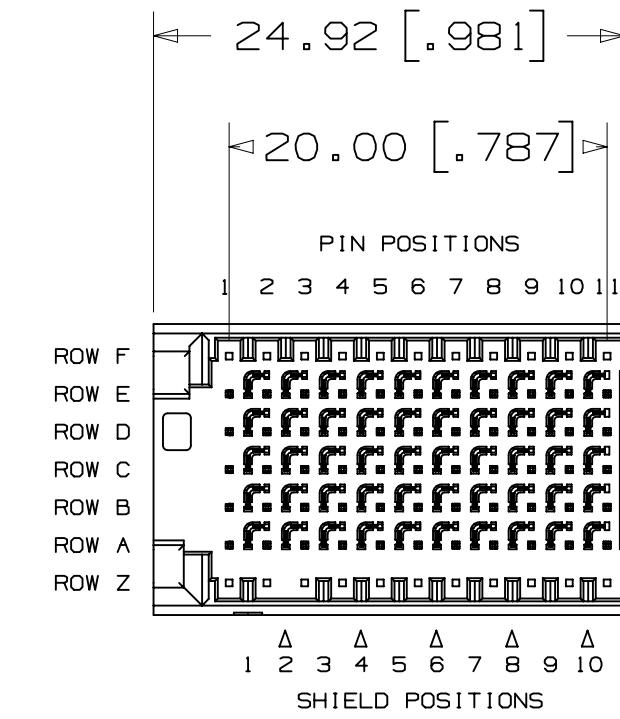 24.92 [.981]
20.00 [.787]
PIN POSITIONS
1 2 3 4 5 6 7 8 9 10 11
ROW F
ROW E
ROW D
ROW C
ROW B
ROW A
ROW Z
1 2 3 4 5 6 7 8 9 10
SHIELD POSITIONS